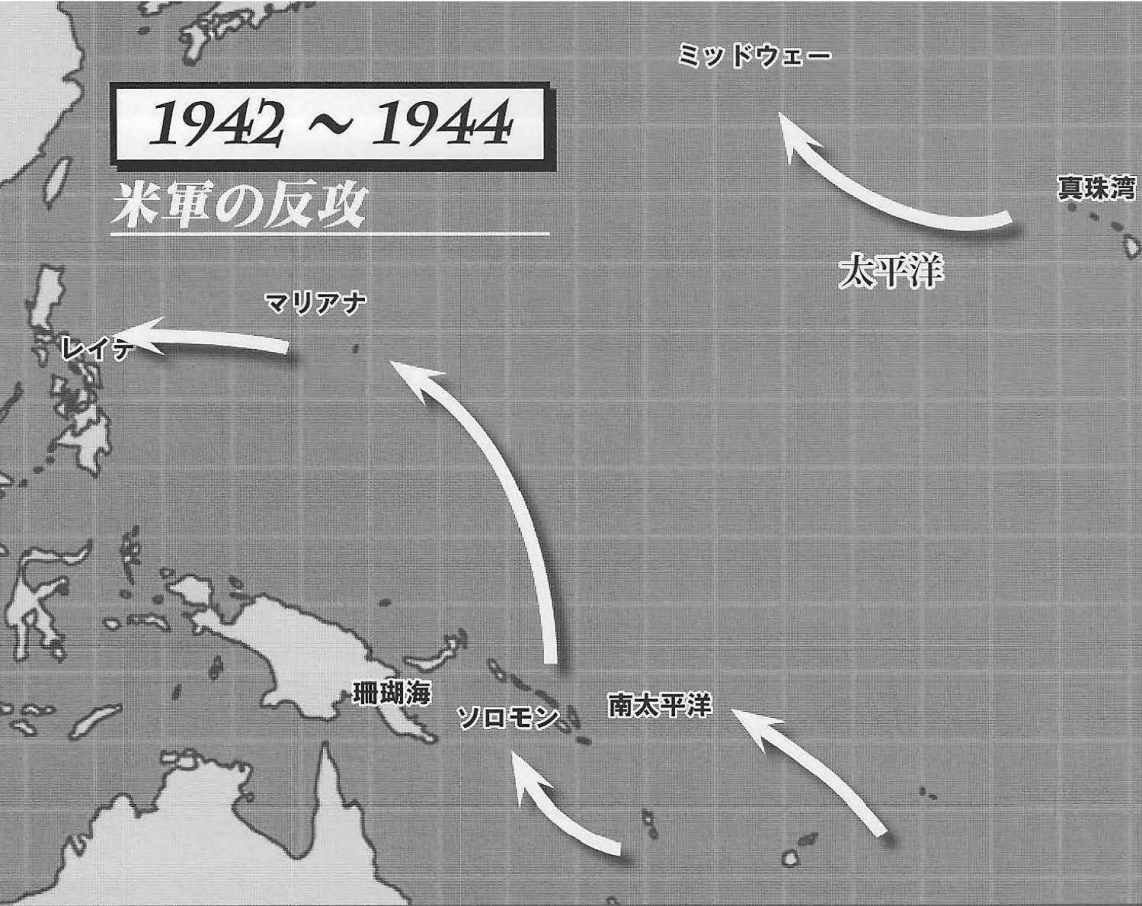 ミッドウェー
1942 ~ 1944
真珠湾
米軍の反攻
太平洋
マリアナ
レイテ
珊瑚海
ソロモン
南太平洋